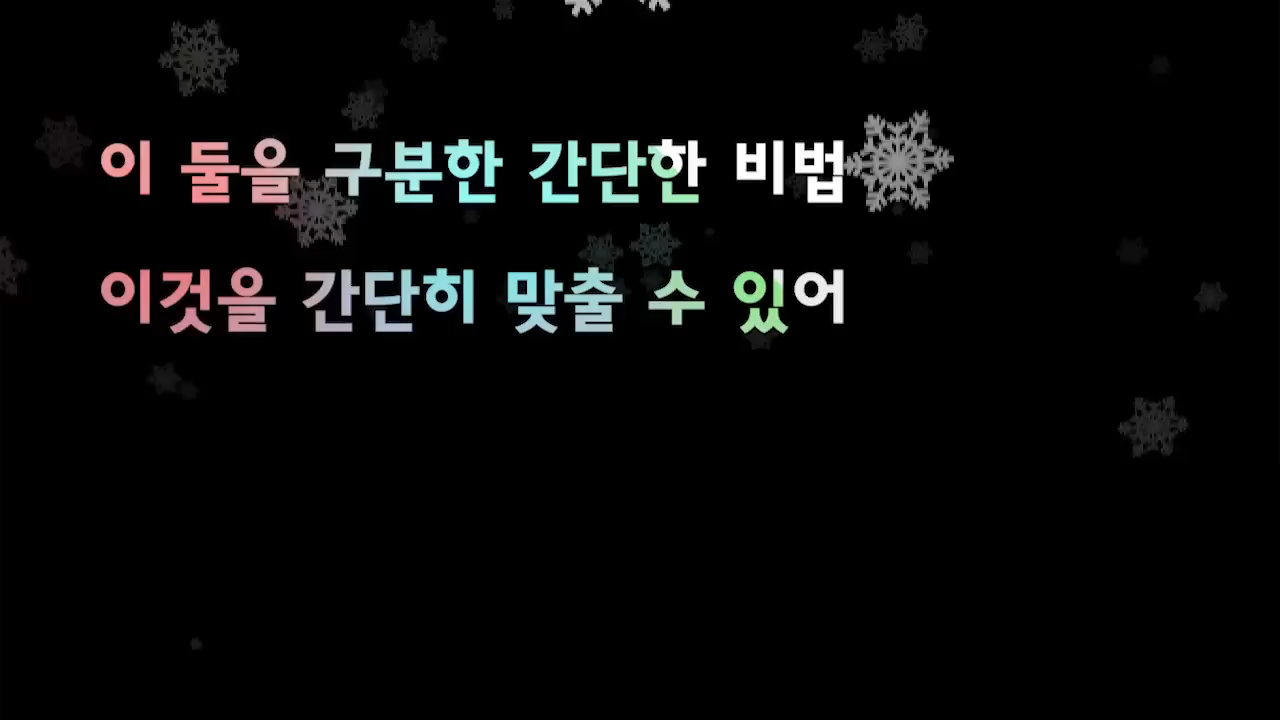 이 둘을 구분한 간단한 비법
이것을 간단히 맞출 수 있어